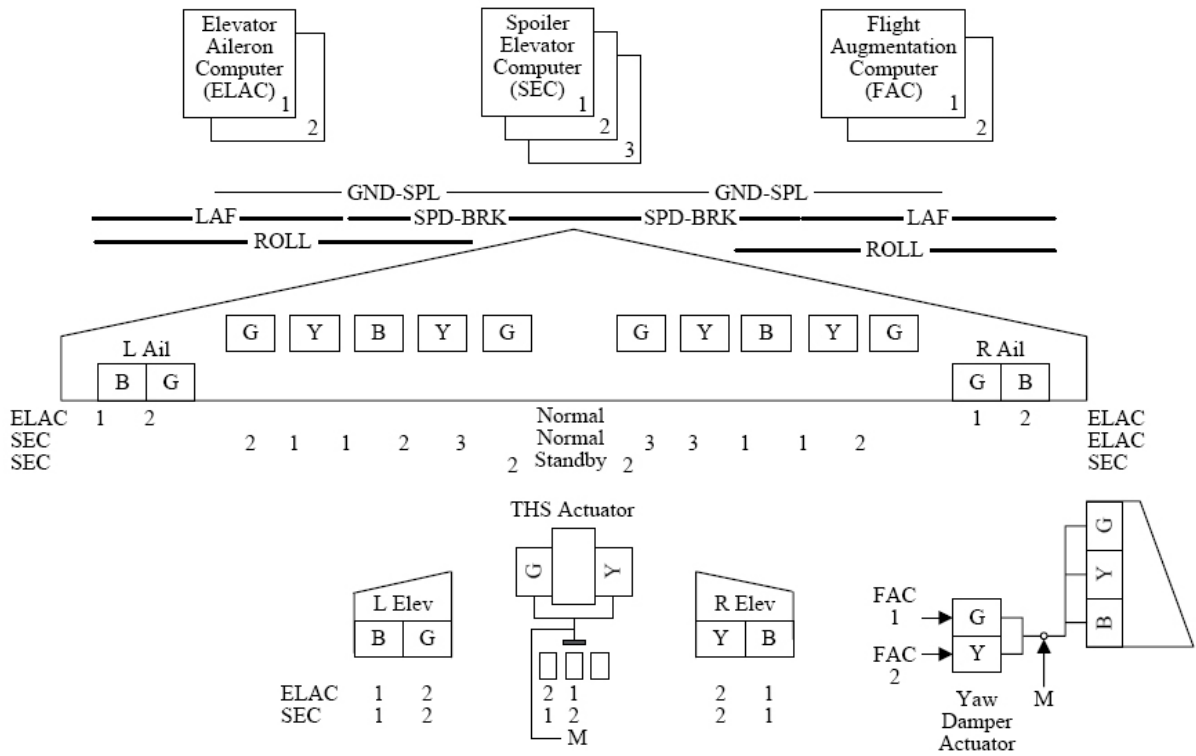 Elevator
Aileron
Computer
(ELAC)
1
2
Spoiler
Elevator
Computer
(SEC)
1
2
3
Flight
Augmentation
Computer
(FAC)
1
2
GND-SPL GND-SPL
LAF SPD-BRK SPD-BRK LAF
ROLL ROLL
G Y B Y G G Y B Y G
L Ail R Ail
B G G B
ELAC 1 2 Normal 1 2 ELAC
SEC 2 1 1 2 3 Normal 3 3 1 1 2 ELAC
SEC 2 Standby 2 SEC
THS Actuator
G Y
L Elev
B G
R Elev
Y B
ELAC 1 2 2 1 2 1
SEC 1 2 1 2 2 1
M
FAC
1
G
FAC
2
Y
Yaw
Damper
Actuator
M
G
Y
B